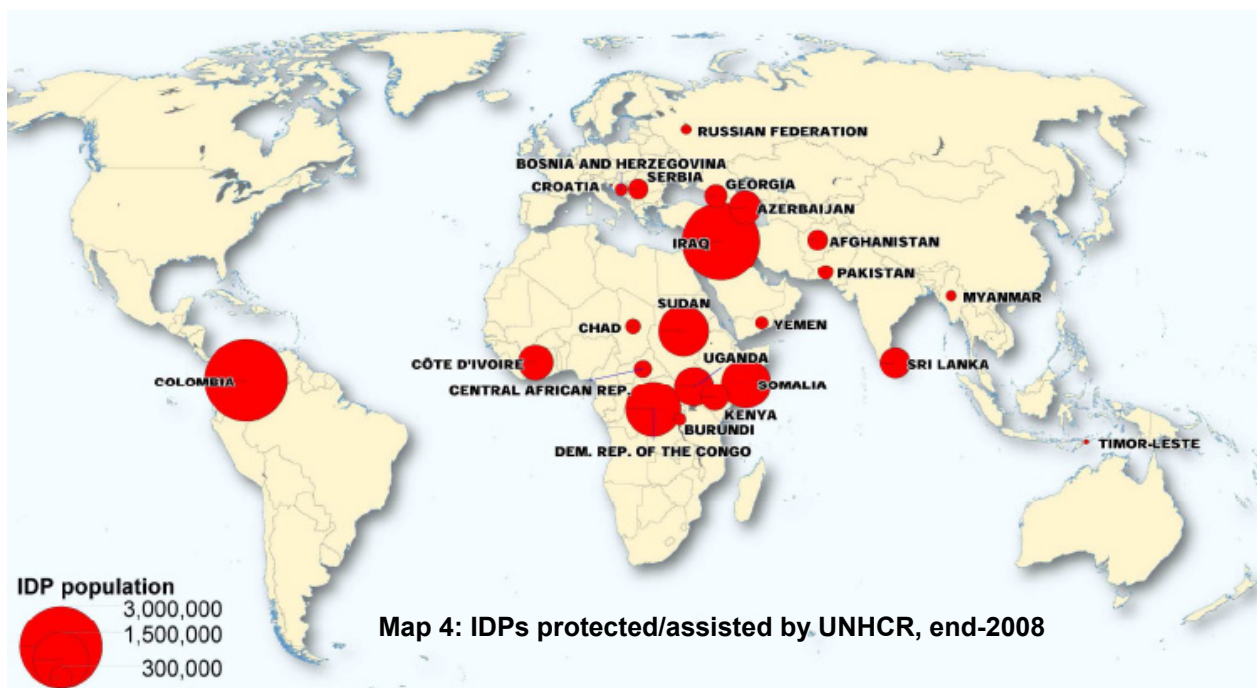 RUSSIAN FEDERATION
BOSNIA AND HERZEGOVINA
SERBIA
CROATIA
GEORGIA
AZERBAIJAN
IRAQ
AFGHANISTAN
PAKISTAN
MYANMAR
SUDAN
CHAD
YEMEN
CÔTE D'IVOIRE
UGANDA
SRI LANKA
COLOMBIA
CENTRAL AFRICAN REP.
SOMALIA
KENYA
BURUNDI
DEM. REP. OF THE CONGO
TIMOR-LESTE
IDP population
3,000,000
1,500,000
300,000
Map 4: IDPs protected/assisted by UNHCR, end-2008